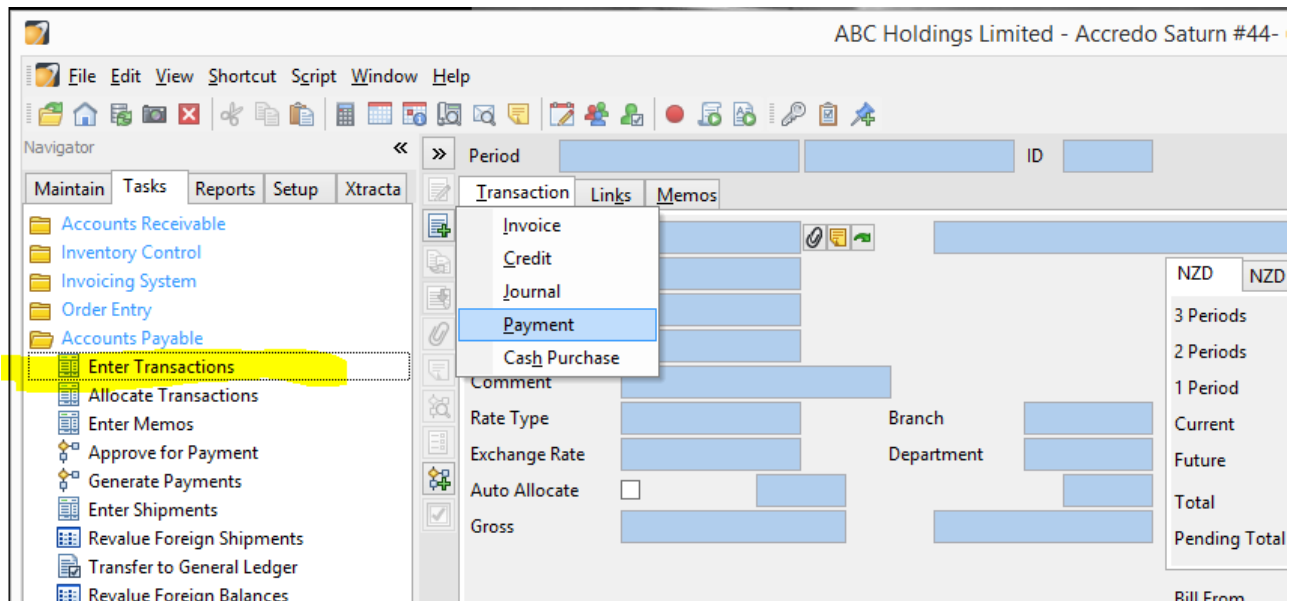 ABC Holdings Limited - Accredo Saturn #44-
File Edit View Shortcut Script Window Help
Navigator
Maintain Tasks Reports Setup Xtracta
Accounts Receivable
Inventory Control
Invoicing System
Order Entry
Accounts Payable
Enter Transactions
Allocate Transactions
Enter Memos
Approve for Payment
Generate Payments
Enter Shipments
Revalue Foreign Shipments
Transfer to General Ledger
Revalue Foreign Balances
Period ID
Transaction Links Memos
Invoice
Credit
Journal
Payment
Cash Purchase
Comment
Rate Type Branch
Exchange Rate Department
Auto Allocate
Gross
NZD NZD
3 Periods
2 Periods
1 Period
Current
Future
Total
Pending Total
Bill From